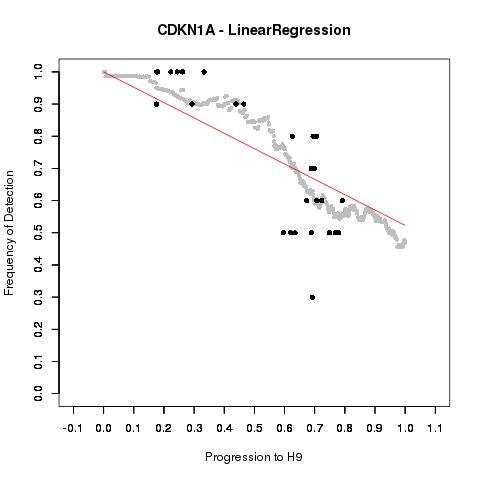 CDKN1A - LinearRegression
Frequency of Detection
1.0
0.9
0.8
0.7
0.6
0.5
0.4
0.3
0.2
0.1
0.0
-0.1 0.0 0.1 0.2 0.3 0.4 0.5 0.6 0.7 0.8 0.9 1.0 1.1
Progression to H9